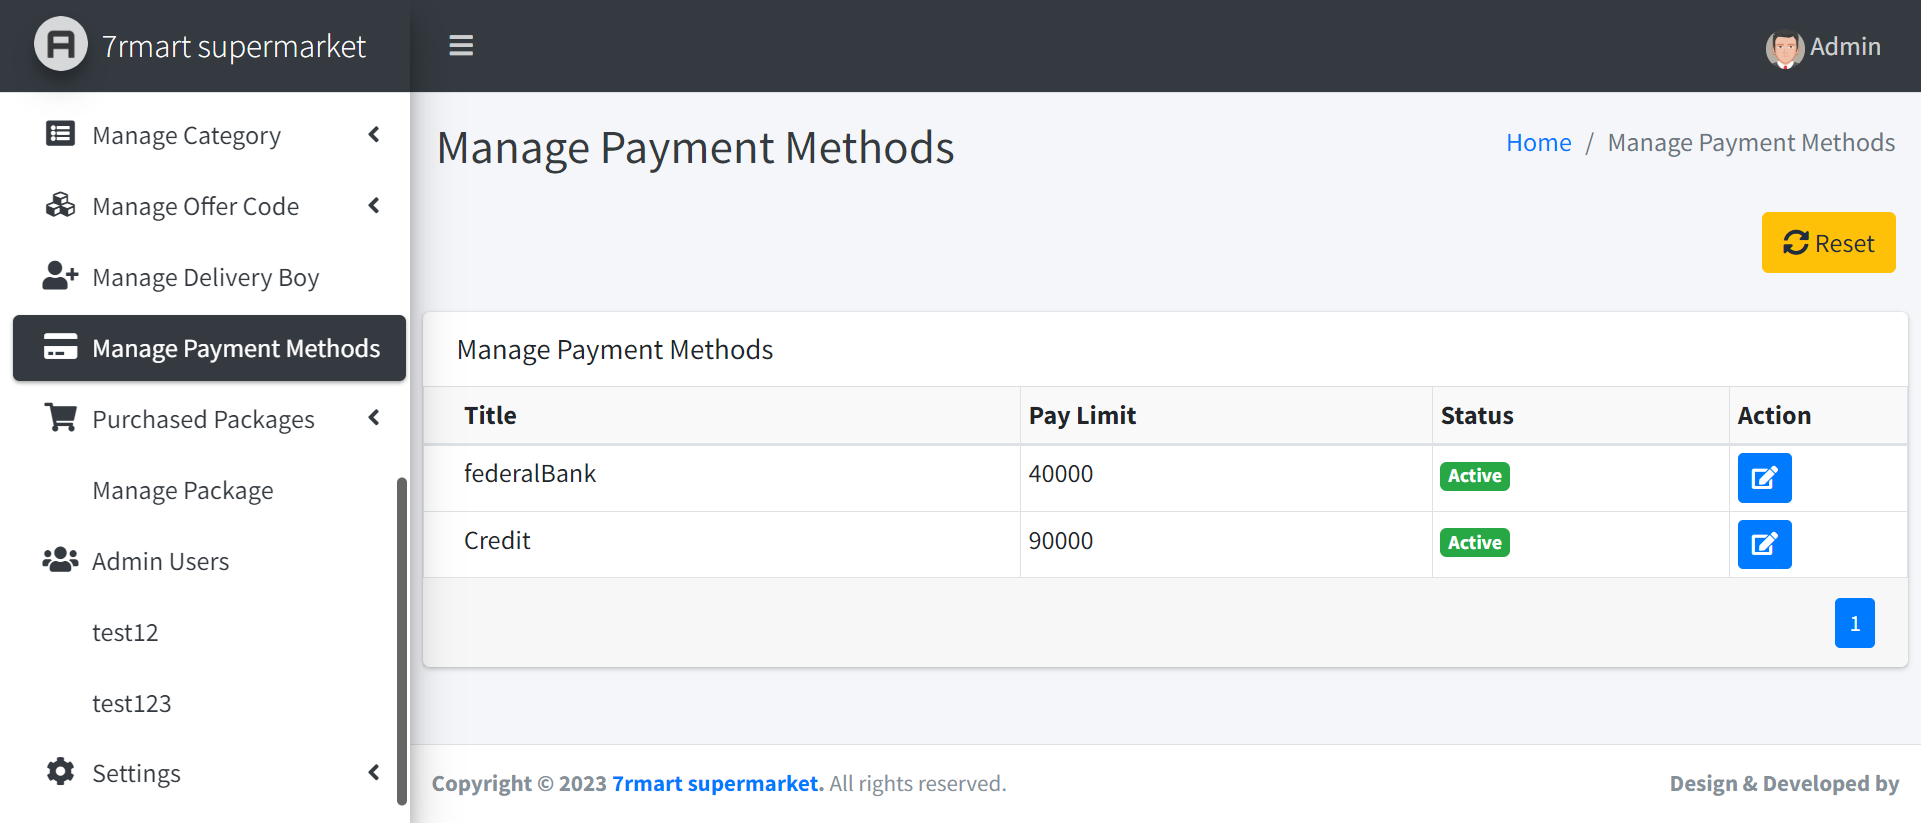 7rmart supermarket
Admin
Manage Category
Manage Offer Code
Manage Delivery Boy
Manage Payment Methods
Purchased Packages
Manage Package
Admin Users
test12
test123
Settings
Manage Payment Methods
Home / Manage Payment Methods
Reset
Manage Payment Methods
Title Pay Limit Status Action
federalBank 40000 Active
Credit 90000 Active
1
Copyright © 2023 7rmart supermarket. All rights reserved.
Design & Developed by